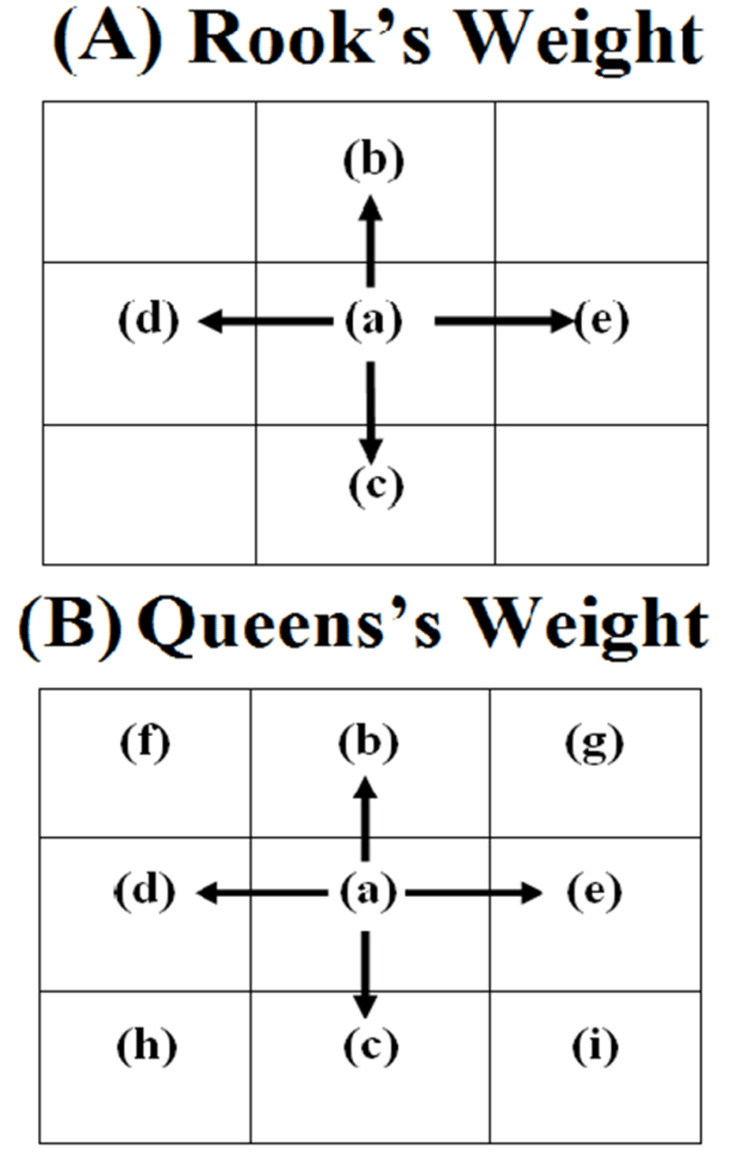 (A) Rook’s Weight
(b)
(d) (a) (e)
(c)
(B) Queens’s Weight
(f) (b) (g)
(d) (a) (e)
(h) (c) (i)